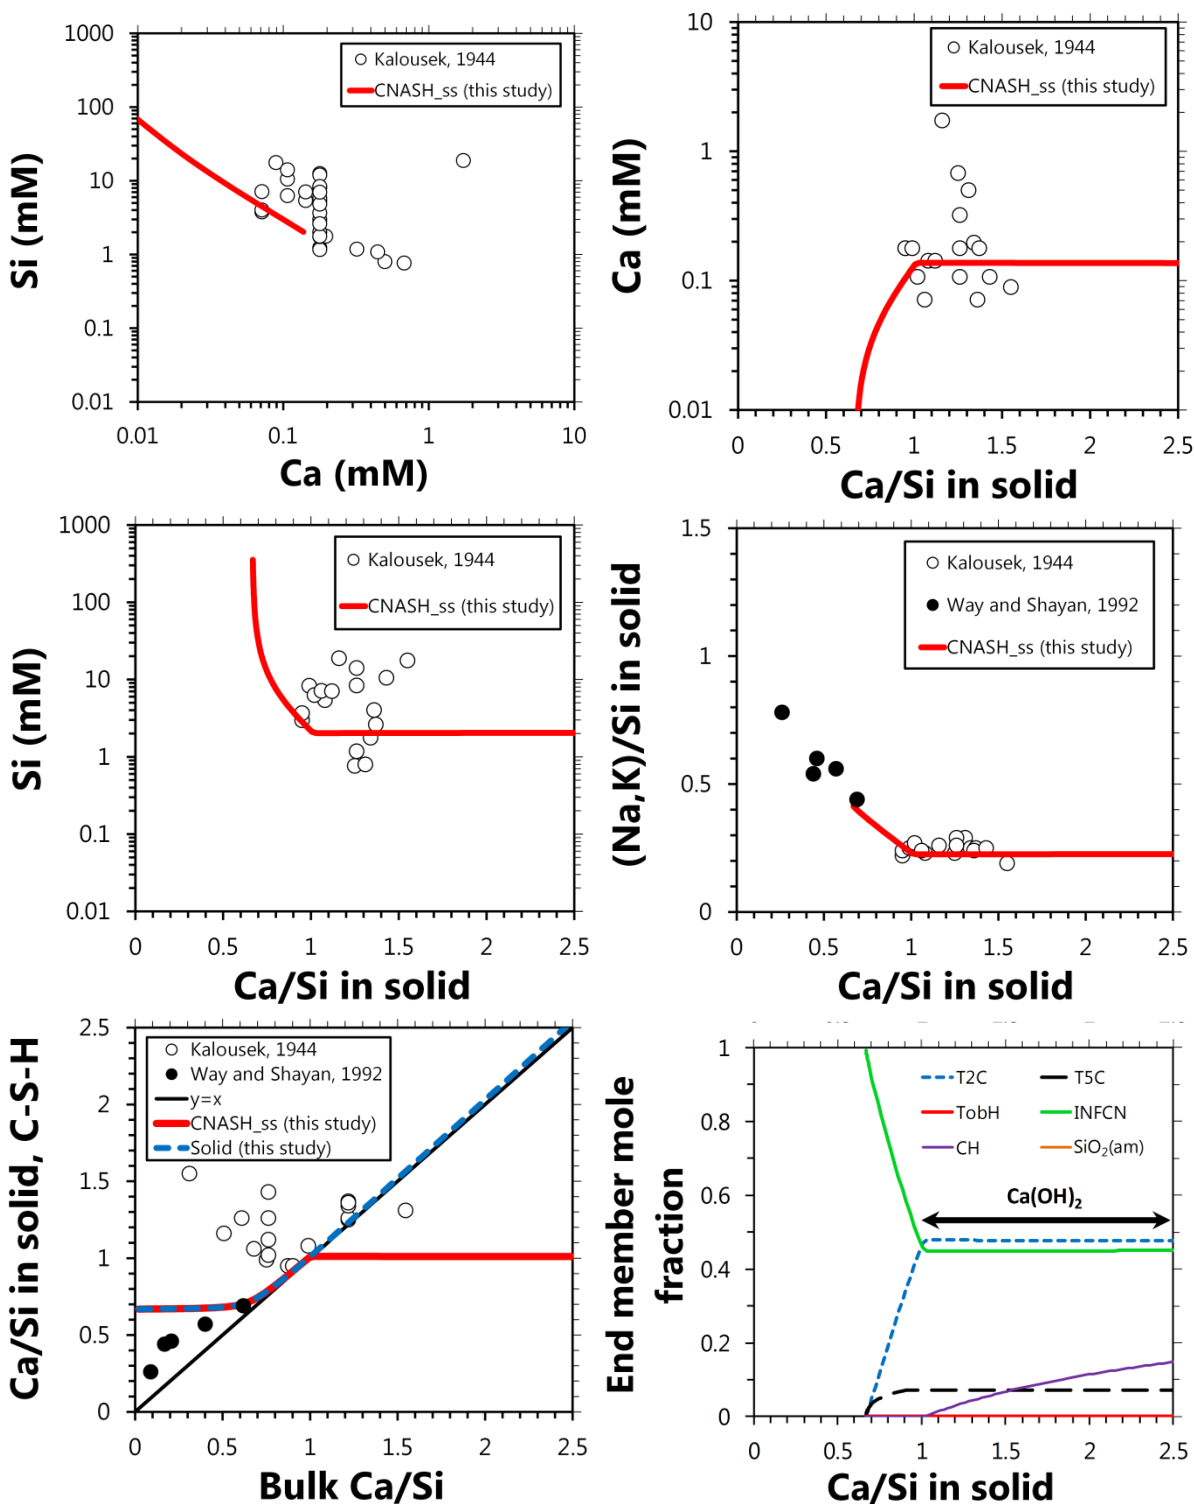 1000
100
10
1
0.1
0.01
0.01
0.1
1
10
Si (mM)
Ca (mM)
Kalousek, 1944
CNASH_ss (this study)
10
1
0.1
0.01
0
0.5
1
1.5
2
2.5
Ca (mM)
Ca/Si in solid
Kalousek, 1944
CNASH_ss (this study)
1000
100
10
1
0.1
0.01
0
0.5
1
1.5
2
2.5
Si (mM)
Ca/Si in solid
Kalousek, 1944
CNASH_ss (this study)
1.5
1
0.5
0
0
0.5
1
1.5
2
2.5
(Na,K)/Si in solid
Ca/Si in solid
Kalousek, 1944
Way and Shayan, 1992
CNASH_ss (this study)
2.5
2
1.5
1
0.5
0
0
0.5
1
1.5
2
2.5
Ca/Si in solid, C-S-H
Bulk Ca/Si
Kalousek, 1944
Way and Shayan, 1992
y=x
CNASH_ss (this study)
Solid (this study)
1
0.8
0.6
0.4
0.2
0
0
0.5
1
1.5
2
2.5
End member mole
fraction
Ca/Si in solid
T2C
T5C
TobH
INFCN
CH
SiO₂(am)
Ca(OH)₂